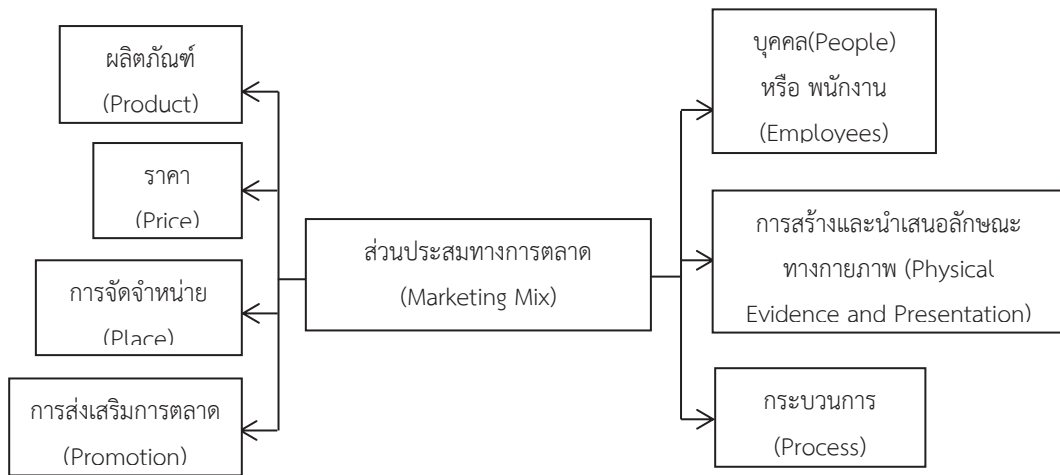 ผลิตภัณฑ์
(Product)
ราคา
(Price)
การจัดจำหน่าย
(Place)
การส่งเสริมการตลาด
(Promotion)
ส่วนประสมทางการตลาด
(Marketing Mix)
บุคคล(People)
หรือ พนักงาน
(Employees)
การสร้างและนำเสนอลักษณะ
ทางกายภาพ (Physical
Evidence and Presentation)
กระบวนการ
(Process)